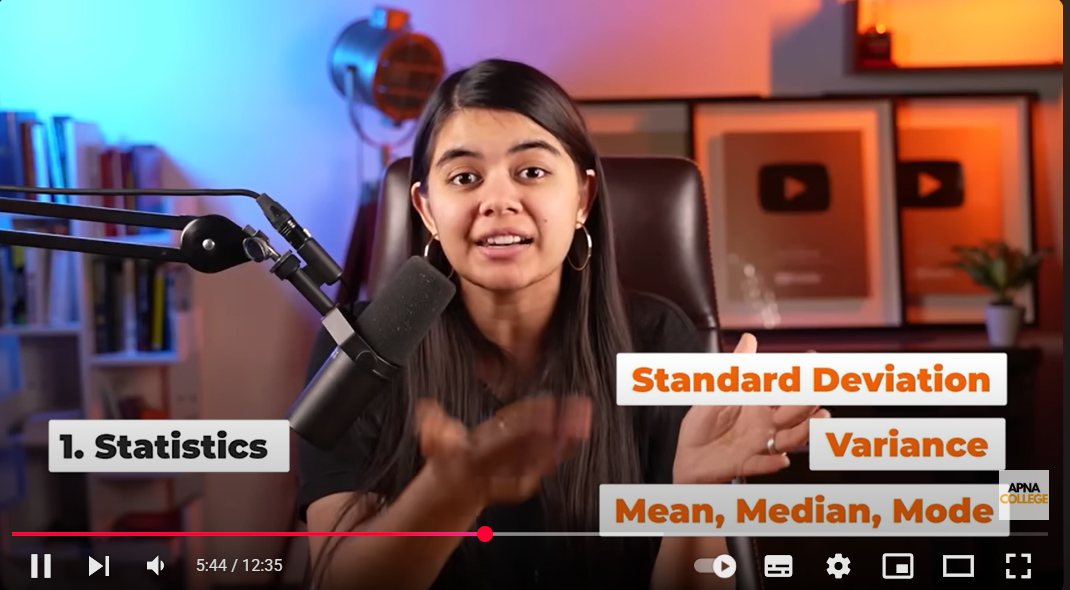 Standard Deviation
1. Statistics
Variance
Mean, Median, Mode
APNA
COLLEGE
5:44 / 12:35